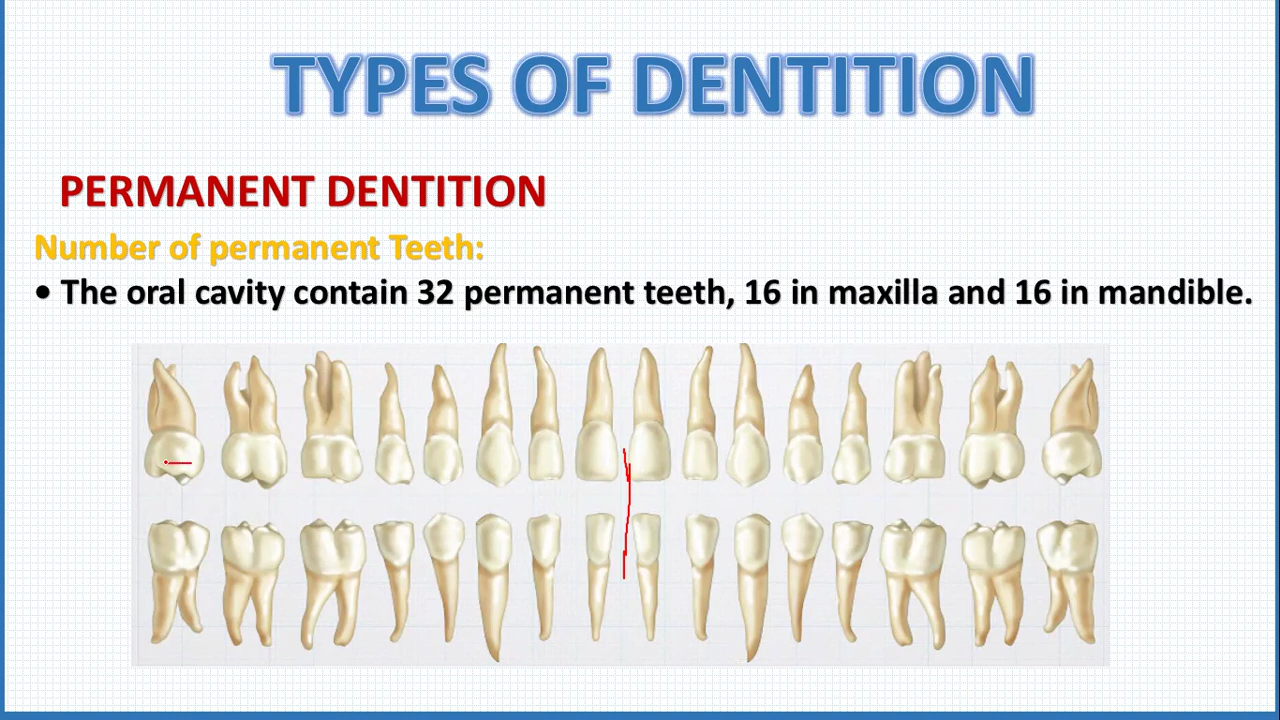 TYPES OF DENTITION
PERMANENT DENTITION
Number of permanent Teeth:
• The oral cavity contain 32 permanent teeth, 16 in maxilla and 16 in mandible.